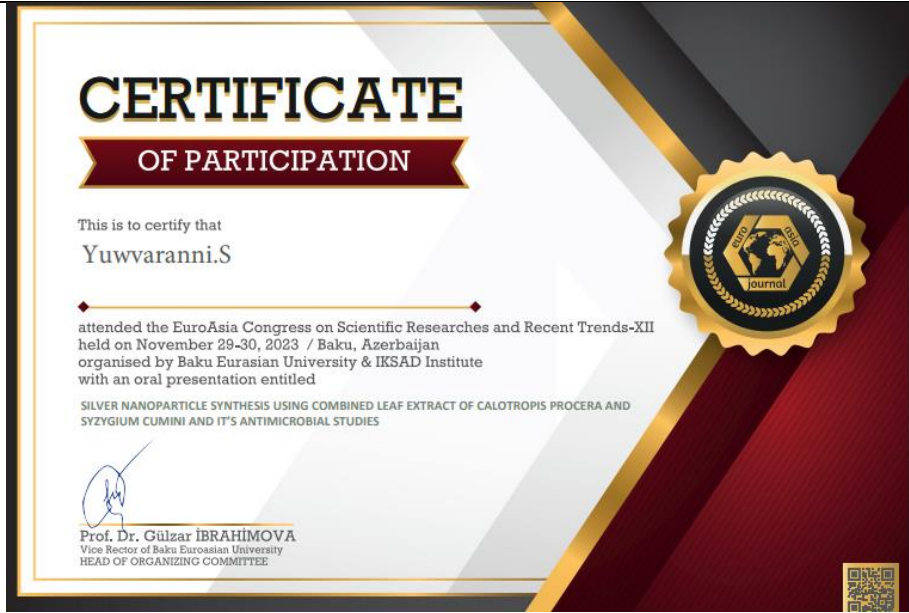 CERTIFICATE
OF PARTICIPATION
This is to certify that
Yuwvaranni.S
attended the EuroAsia Congress on Scientific Researches and Recent Trends-XII
held on November 29-30, 2023 / Baku, Azerbaijan
organised by Baku Eurasian University & IKSAD Institute
with an oral presentation entitled
SILVER NANOPARTICLE SYNTHESIS USING COMBINED LEAF EXTRACT OF CALOTROPIS PROCERA AND
SYZYGIUM CUMINI AND IT'S ANTIMICROBIAL STUDIES
Prof. Dr. Gülzar İBRAHİMOVA
Vice Rector of Baku Euroasian University
HEAD OF ORGANIZING COMMITTEE
euro asia
journal